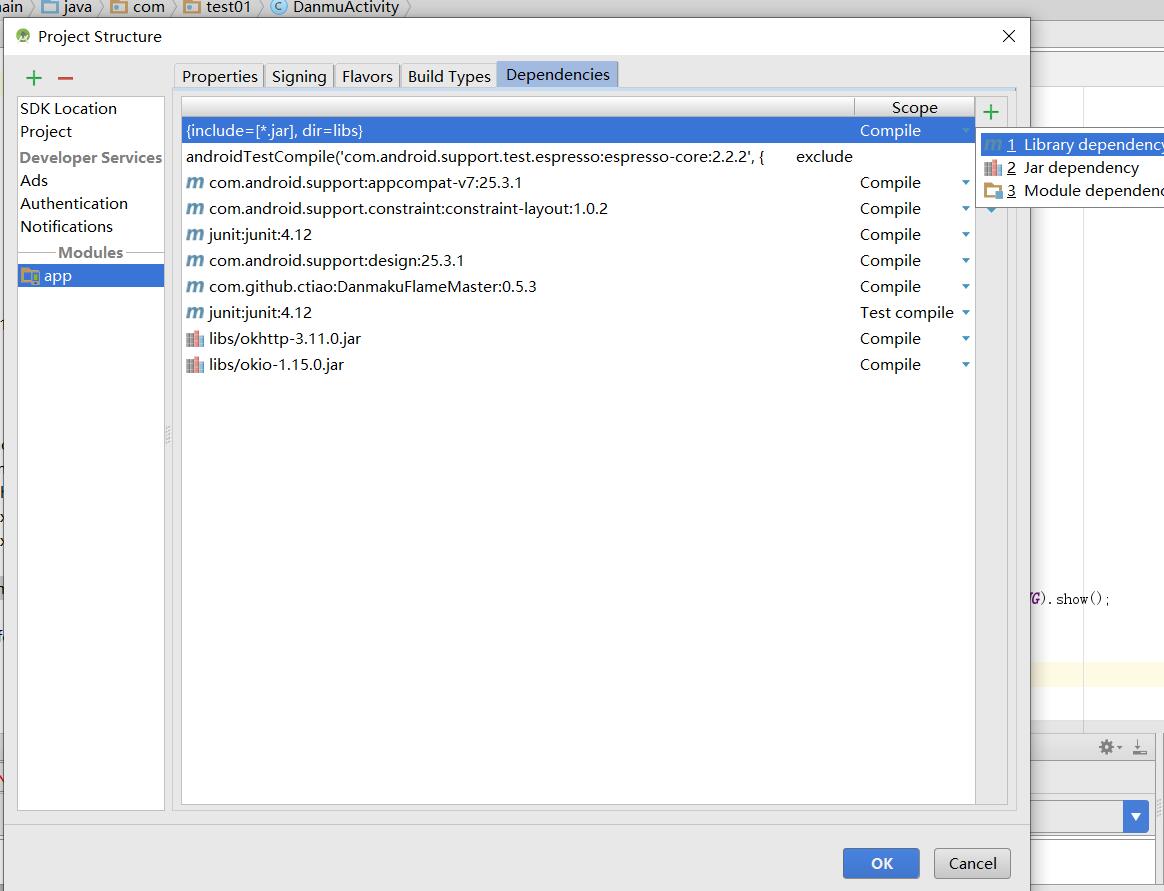 ain java com test01 C DanmuActivity
Project Structure
Properties Signing Flavors Build Types Dependencies
SDK Location
Project
Developer Services
Ads
Authentication
Notifications
Modules
app
Scope
{include=[*.jar], dir=libs} Compile
androidTestCompile('com.android.support.test.espresso:espresso-core:2.2.2', { exclude
m com.android.support:appcompat-v7:25.3.1 Compile
m com.android.support.constraint:constraint-layout:1.0.2 Compile
m junit:junit:4.12 Compile
m com.android.support:design:25.3.1 Compile
m com.github.ctiao:DanmakuFlameMaster:0.5.3 Compile
m junit:junit:4.12 Test compile
libs/okhttp-3.11.0.jar Compile
libs/okio-1.15.0.jar Compile
m 1 Library dependency
2 Jar dependency
3 Module dependenc
G).show();
OK Cancel